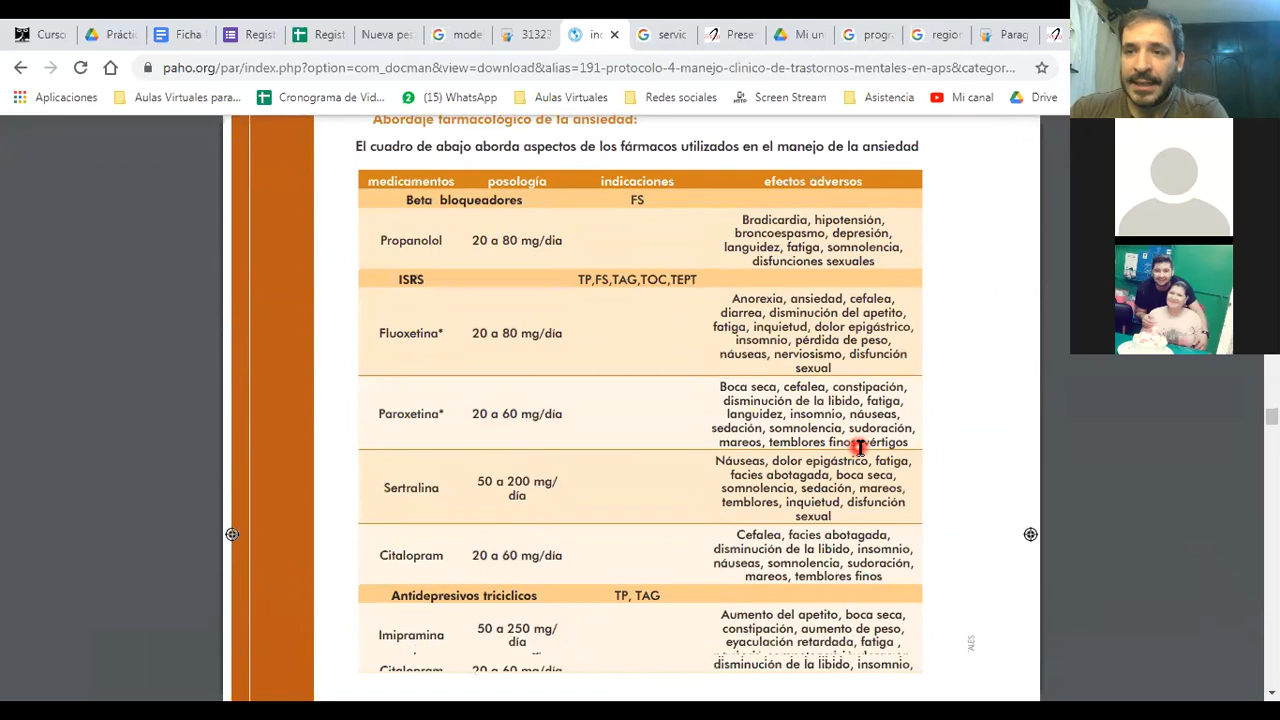 Curso
Práctic
Ficha
Regist
Regist
Nueva pes
mode
31323
ind
servic
Prese
Mi un
progr
region
Parag
paho.org/par/index.php?option=com_docman&view=download&alias=191-protocolo-4-manejo-clinico-de-trastornos-mentales-en-aps&categor...
Aplicaciones
Aulas Virtuales para...
Cronograma de Vid...
(15) WhatsApp
Aulas Virtuales
Redes sociales
Screen Stream
Asistencia
Mi canal
Drive
Abordaje farmacológico de la ansiedad:
El cuadro de abajo aborda aspectos de los fármacos utilizados en el manejo de la ansiedad
medicamentos posología indicaciones efectos adversos
Beta bloqueadores FS
Propanolol 20 a 80 mg/día
Bradicardia, hipotensión,
broncoespasmo, depresión,
languidez, fatiga, somnolencia,
disfunciones sexuales
ISRS TP,FS,TAG,TOC,TEPT
Fluoxetina* 20 a 80 mg/día
Anorexia, ansiedad, cefalea,
diarrea, disminución del apetito,
fatiga, inquietud, dolor epigástrico,
insomnio, pérdida de peso,
náuseas, nerviosismo, disfunción
sexual
Paroxetina* 20 a 60 mg/día
Boca seca, cefalea, constipación,
disminución de la libido, fatiga,
languidez, insomnio, náuseas,
sedación, somnolencia, sudoración,
mareos, temblores finos, vértigos
Sertralina
50 a 200 mg/
día
Náuseas, dolor epigástrico, fatiga,
facies abotagada, boca seca,
somnolencia, sedación, mareos,
temblores, inquietud, disfunción
sexual
Citalopram 20 a 60 mg/día
Cefalea, facies abotagada,
disminución de la libido, insomnio,
náuseas, somnolencia, sudoración,
mareos, temblores finos
Antidepresivos triciclicos TP, TAG
Imipramina
50 a 250 mg/
día
Aumento del apetito, boca seca,
constipación, aumento de peso,
eyaculación retardada, fatiga ,
Citalopram 20 a 60 mg/día
disminución de la libido, insomnio,
ALES